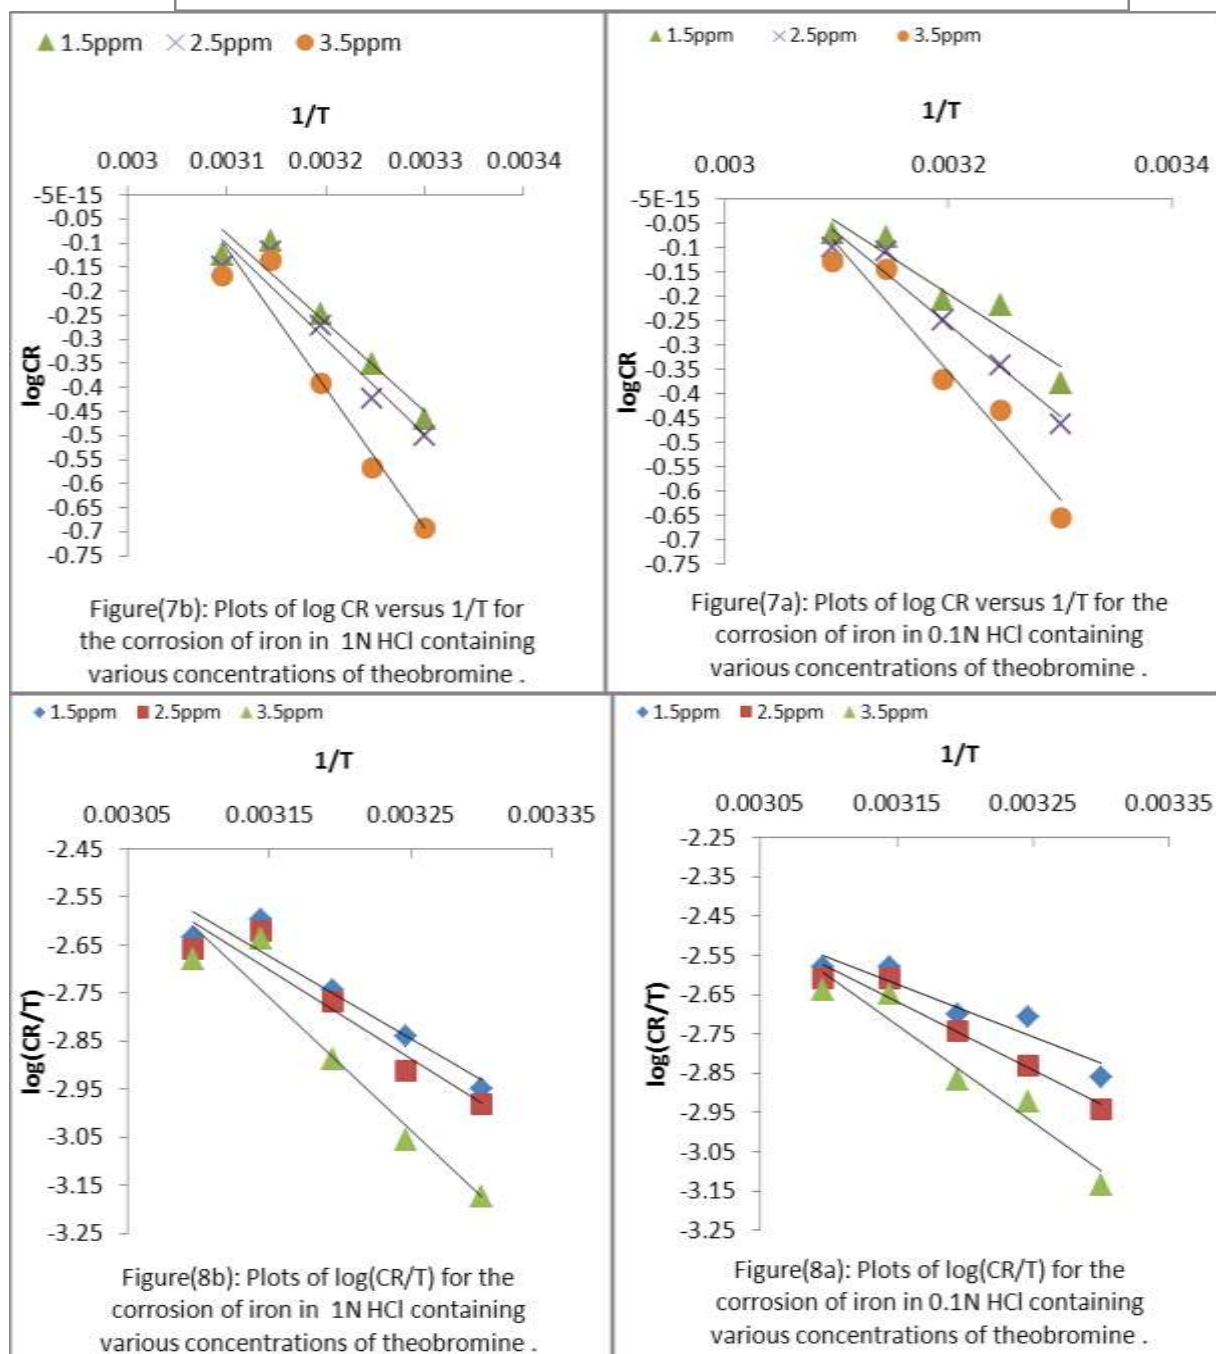 ▲ 1.5ppm × 2.5ppm ● 3.5ppm
1/T
0.003 0.0031 0.0032 0.0033 0.0034
-5E-15
-0.05
-0.1
-0.15
-0.2
-0.25
-0.3
-0.35
-0.4
-0.45
-0.5
-0.55
-0.6
-0.65
-0.7
-0.75
logCR
Figure(7b): Plots of log CR versus 1/T for
the corrosion of iron in 1N HCl containing
various concentrations of theobromine .
▲ 1.5ppm × 2.5ppm ● 3.5ppm
1/T
0.003 0.0032 0.0034
-5E-15
-0.05
-0.1
-0.15
-0.2
-0.25
-0.3
-0.35
-0.4
-0.45
-0.5
-0.55
-0.6
-0.65
-0.7
-0.75
logCR
Figure(7a): Plots of log CR versus 1/T for the
corrosion of iron in 0.1N HCl containing
various concentrations of theobromine .
◆ 1.5ppm ■ 2.5ppm ▲ 3.5ppm
1/T
0.00305 0.00315 0.00325 0.00335
-2.45
-2.55
-2.65
-2.75
-2.85
-2.95
-3.05
-3.15
-3.25
log(CR/T)
Figure(8b): Plots of log(CR/T) for the
corrosion of iron in 1N HCl containing
various concentrations of theobromine .
◆ 1.5ppm ■ 2.5ppm ▲ 3.5ppm
1/T
0.00305 0.00315 0.00325 0.00335
-2.25
-2.35
-2.45
-2.55
-2.65
-2.75
-2.85
-2.95
-3.05
-3.15
-3.25
log(CR/T)
Figure(8a): Plots of log(CR/T) for the
corrosion of iron in 0.1N HCl containing
various concentrations of theobromine .